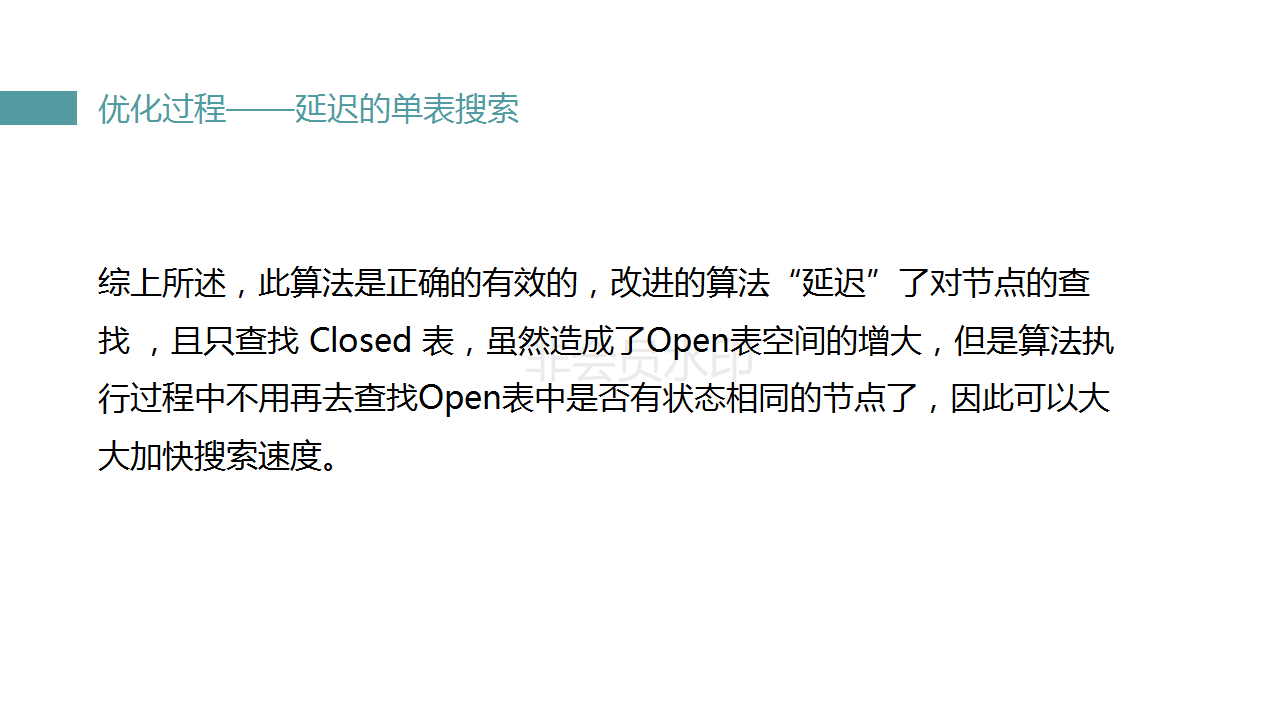 优化过程——延迟的单表搜索
综上所述，此算法是正确的有效的，改进的算法“延迟”了对节点的查
找 ，且只查找 Closed 表，虽然造成了Open表空间的增大，但是算法执
行过程中不用再去查找Open表中是否有状态相同的节点了，因此可以大
大加快搜索速度。
非会员水印